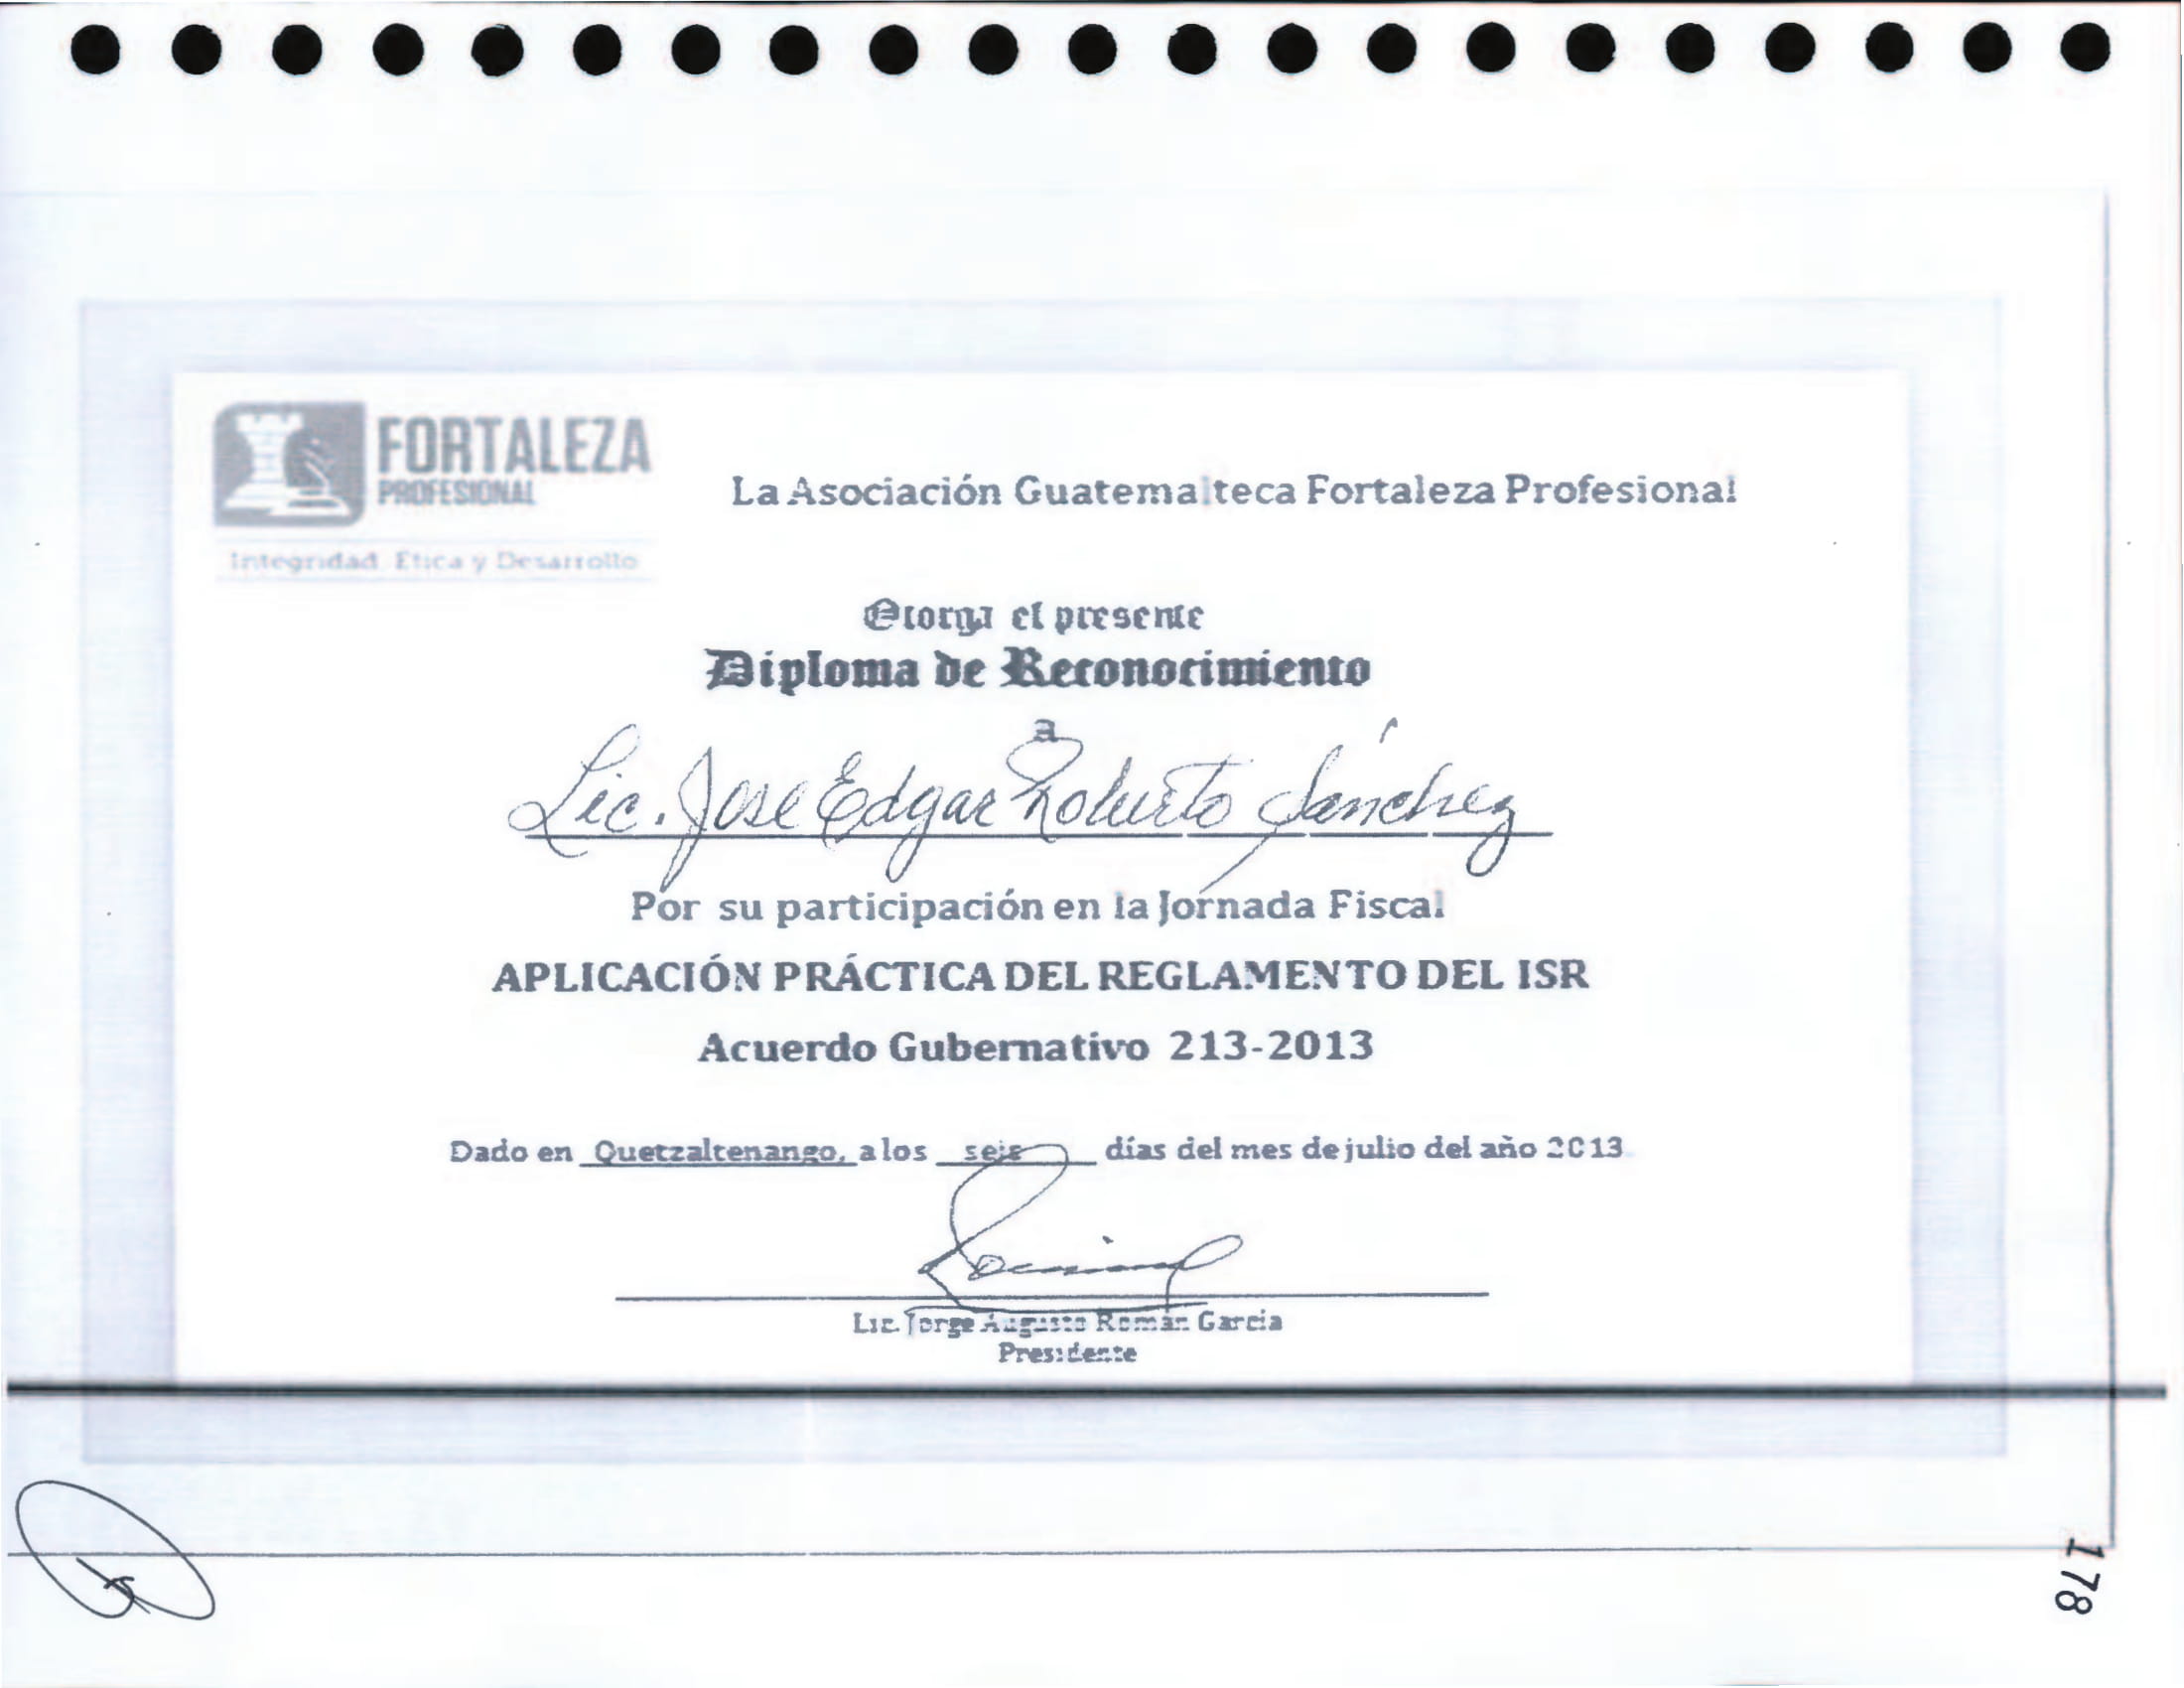 FORTALEZA
PROFESIONAL
Integridad, Etica y Desarrollo
La Asociación Guatemalteca Fortaleza Profesional
Otorga el presente
Diploma de Reconocimiento
a
Lic. Jose Edgar Roberto Sánchez
Por su participación en la Jornada Fiscal
APLICACIÓN PRÁCTICA DEL REGLAMENTO DEL ISR
Acuerdo Gubernativo 213-2013
Dado en Quetzaltenango, a los seis días del mes de julio del año 2013
Lic. Jorge Augusto Román García
Presidente
178